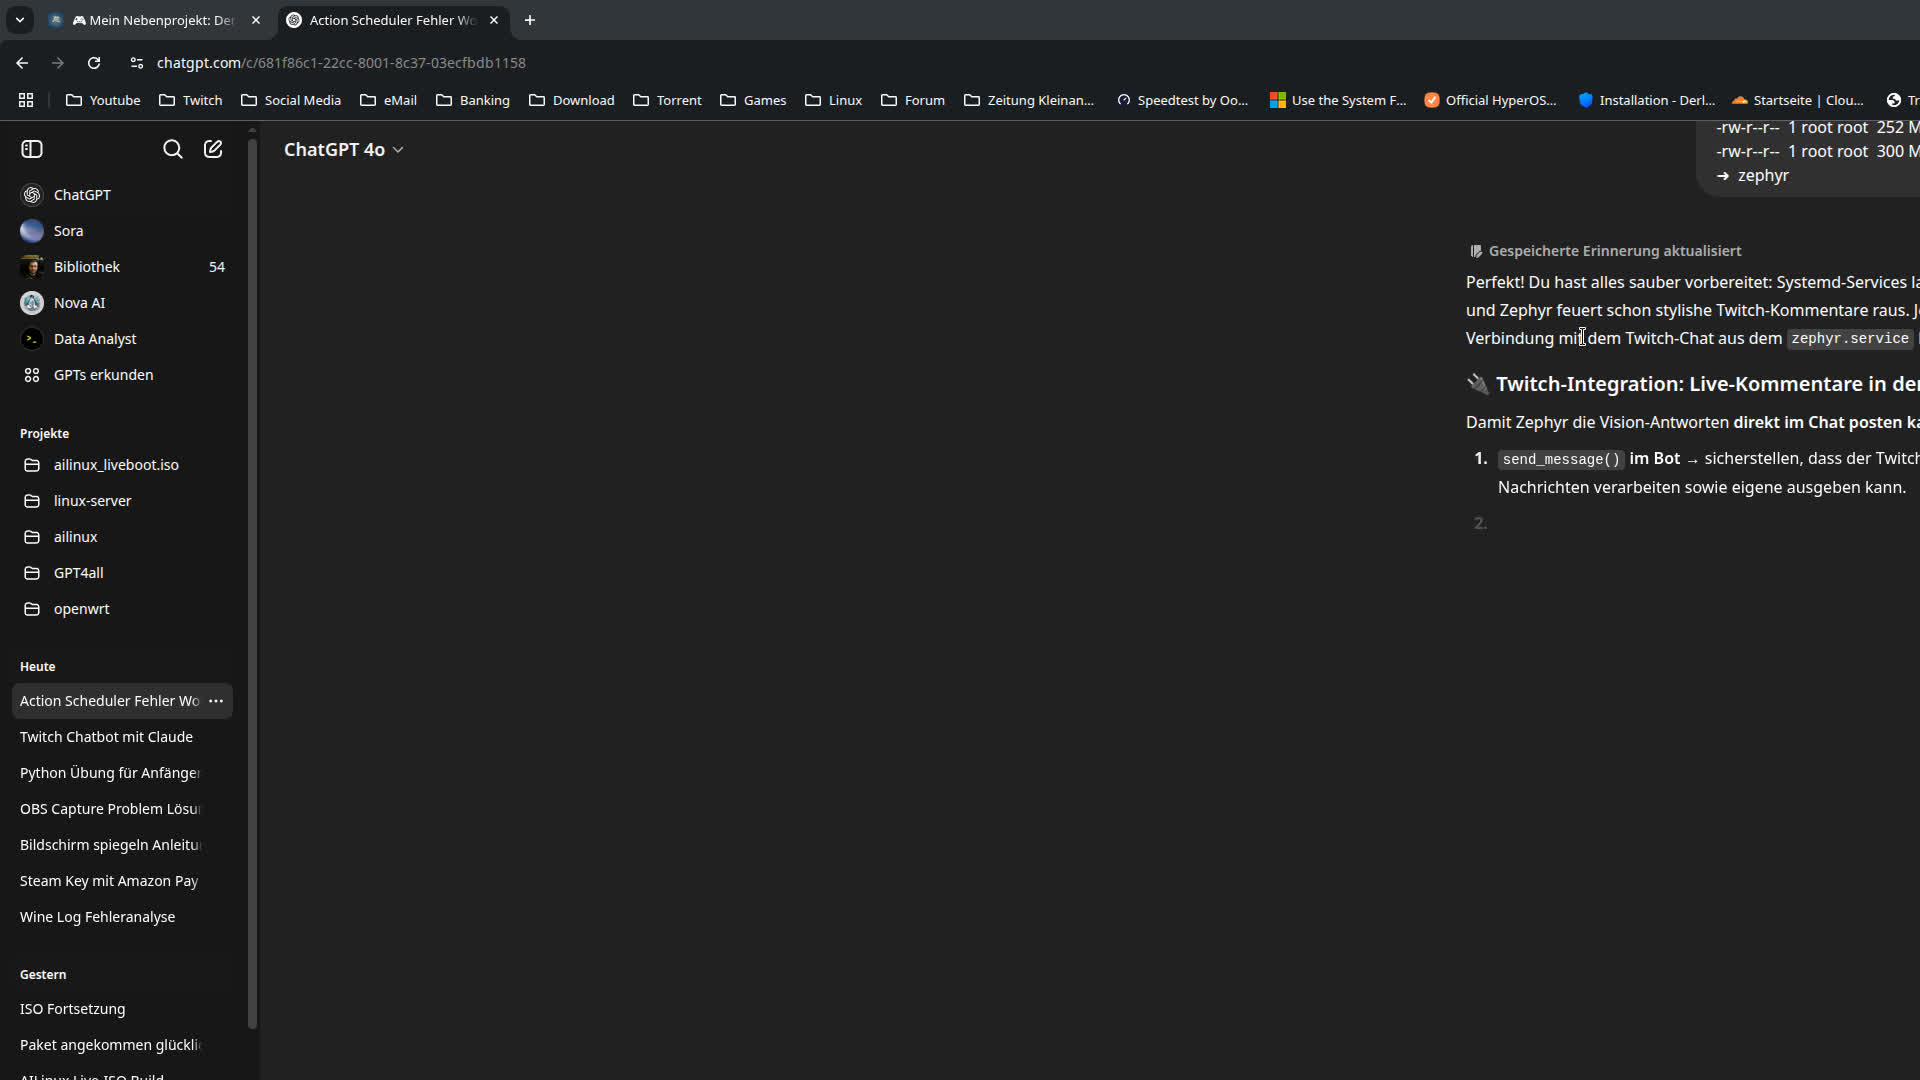 🎮 Mein Nebenprojekt: Der
Action Scheduler Fehler Wo
chatgpt.com/c/681f86c1-22cc-8001-8c37-03ecfbdb1158
Youtube
Twitch
Social Media
eMail
Banking
Download
Torrent
Games
Linux
Forum
Zeitung Kleinan...
Speedtest by Oo...
Use the System F...
Official HyperOS...
Installation - Derl...
Startseite | Clou...
Tr
ChatGPT
Sora
Bibliothek 54
Nova AI
Data Analyst
GPTs erkunden
Projekte
ailinux_liveboot.iso
linux-server
ailinux
GPT4all
openwrt
Heute
Action Scheduler Fehler Wo
Twitch Chatbot mit Claude
Python Übung für Anfänger
OBS Capture Problem Lösu
Bildschirm spiegeln Anleitu
Steam Key mit Amazon Pay
Wine Log Fehleranalyse
Gestern
ISO Fortsetzung
Paket angekommen glückli
AILinux Live ISO Build
ChatGPT 4o
-rw-r--r-- 1 root root 252 M
-rw-r--r-- 1 root root 300 M
➜ zephyr
Gespeicherte Erinnerung aktualisiert
Perfekt! Du hast alles sauber vorbereitet: Systemd-Services la
und Zephyr feuert schon stylishe Twitch-Kommentare raus. J
Verbindung mit dem Twitch-Chat aus dem zephyr.service
🔌 Twitch-Integration: Live-Kommentare in de
Damit Zephyr die Vision-Antworten direkt im Chat posten ka
1. send_message() im Bot → sicherstellen, dass der Twitch
Nachrichten verarbeiten sowie eigene ausgeben kann.
2.